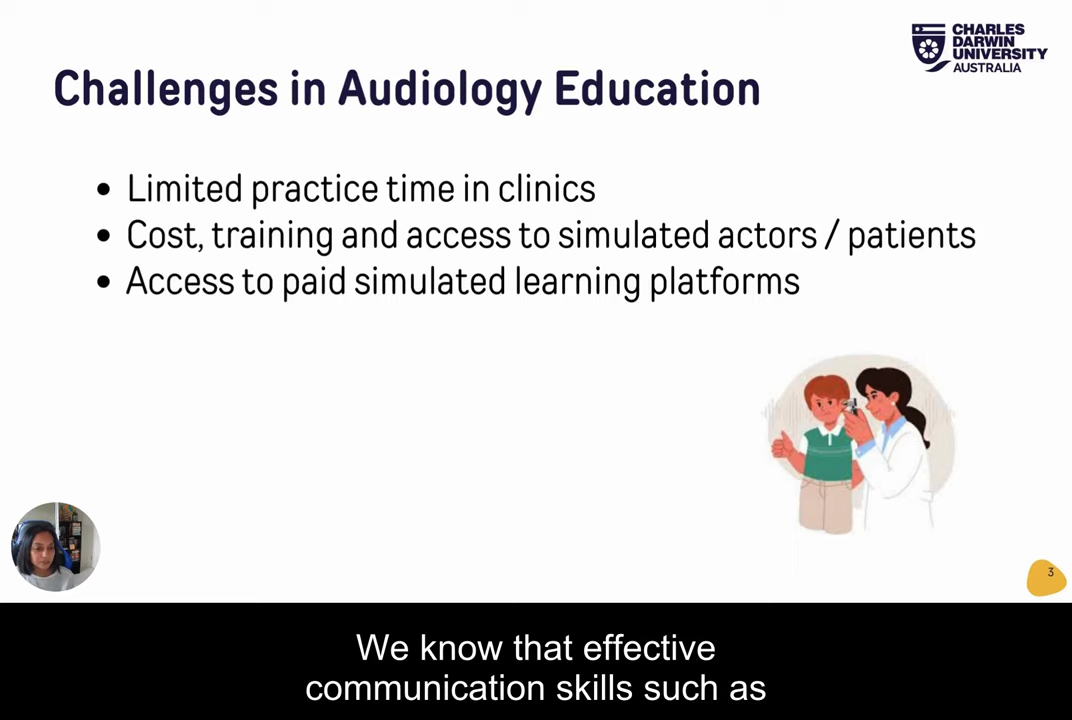 CHARLES
DARWIN
UNIVERSITY
AUSTRALIA
Challenges in Audiology Education
• Limited practice time in clinics
• Cost, training and access to simulated actors / patients
• Access to paid simulated learning platforms
3
We know that effective
communication skills such as